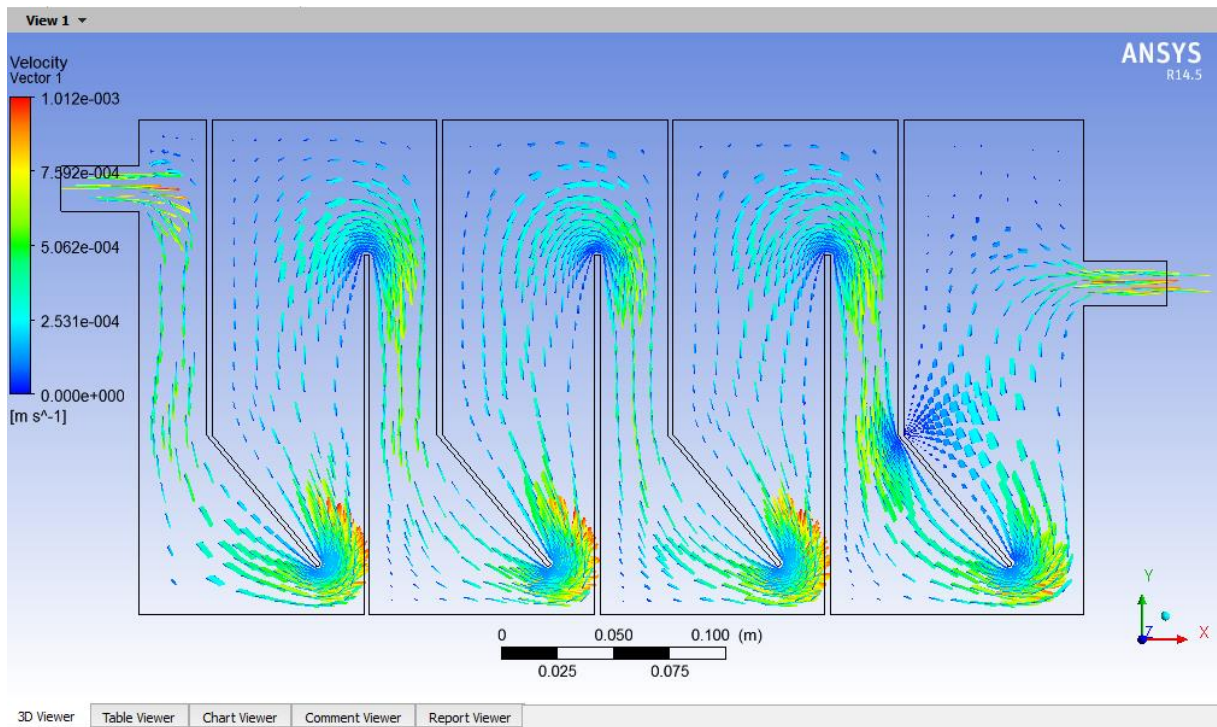 View 1
ANSYS
R14.5
Velocity
Vector 1
1.012e-003
7.592e-004
5.062e-004
2.531e-004
0.000e+000
[m s^-1]
0 0.050 0.100 (m)
0.025 0.075
Y
Z X
3D Viewer Table Viewer Chart Viewer Comment Viewer Report Viewer